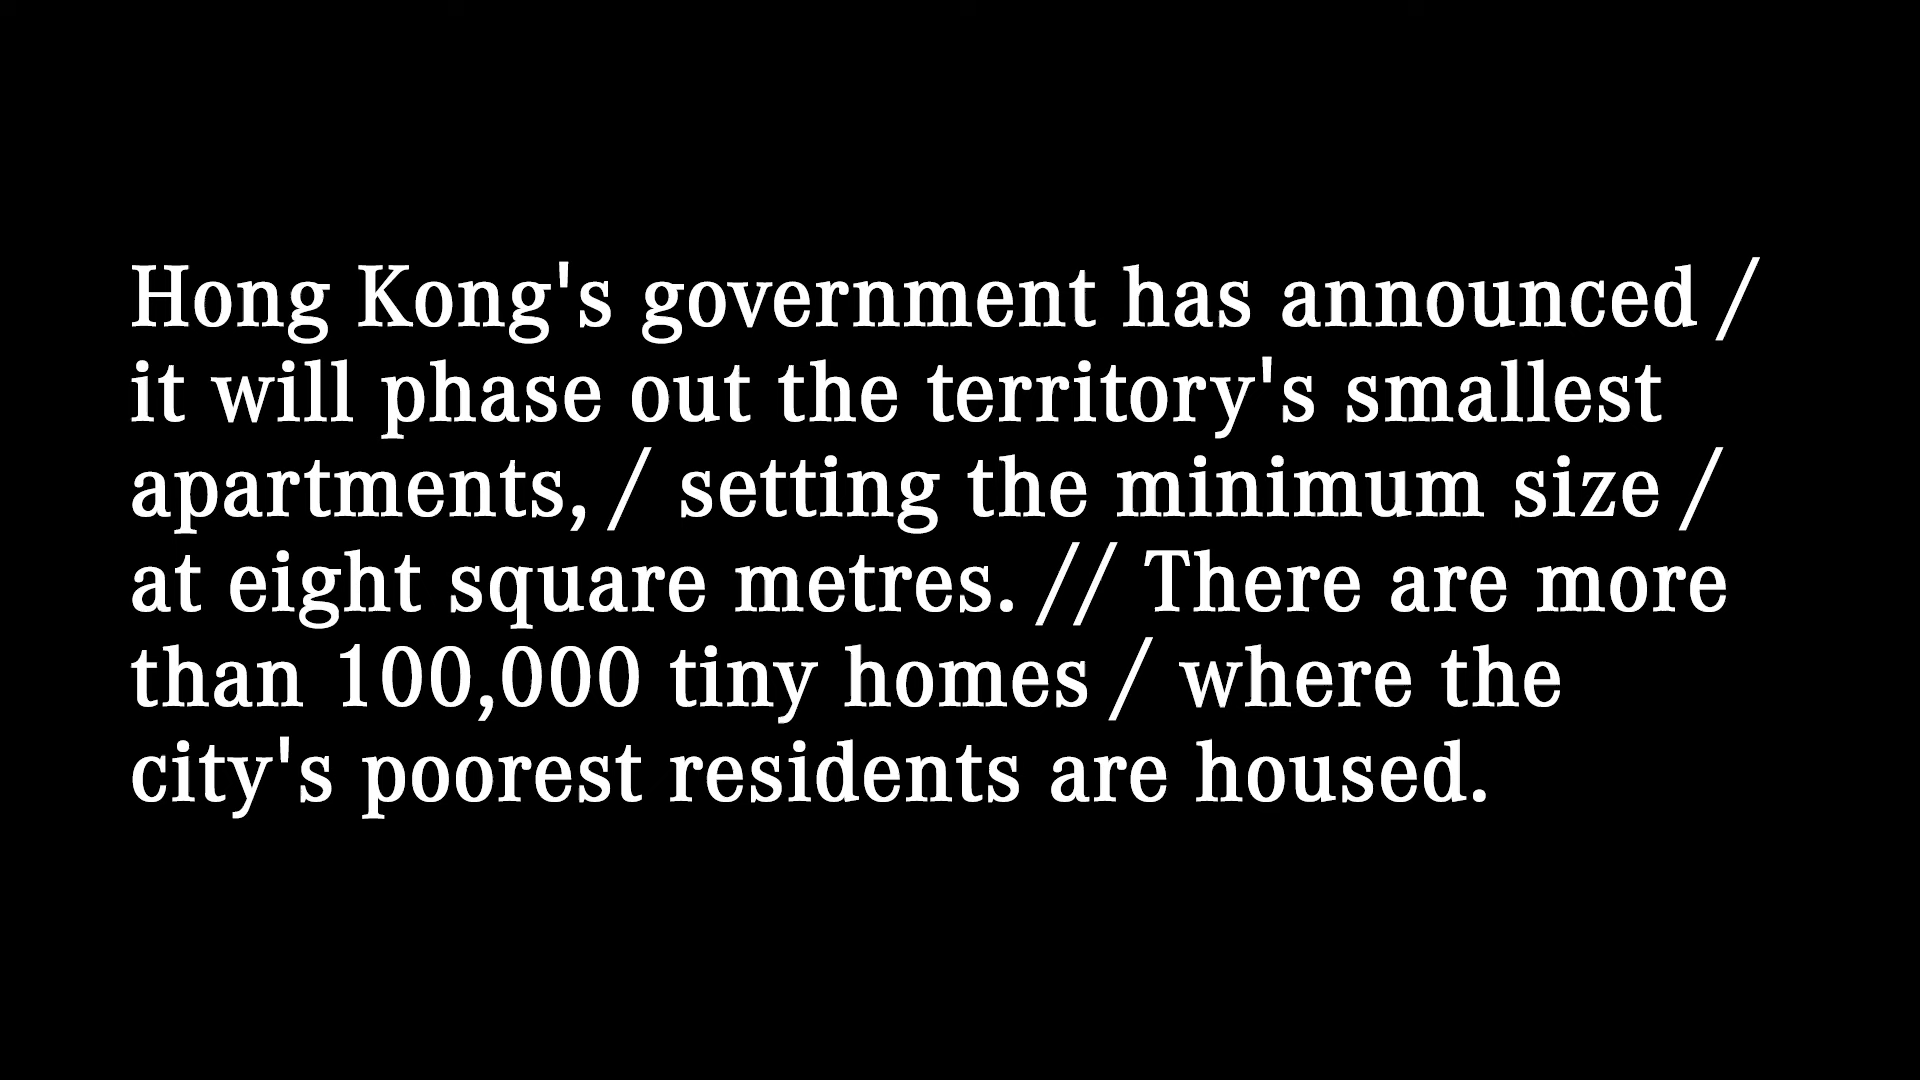 Hong Kong's government has announced /
it will phase out the territory's smallest
apartments, / setting the minimum size /
at eight square metres. // There are more
than 100,000 tiny homes / where the
city's poorest residents are housed.